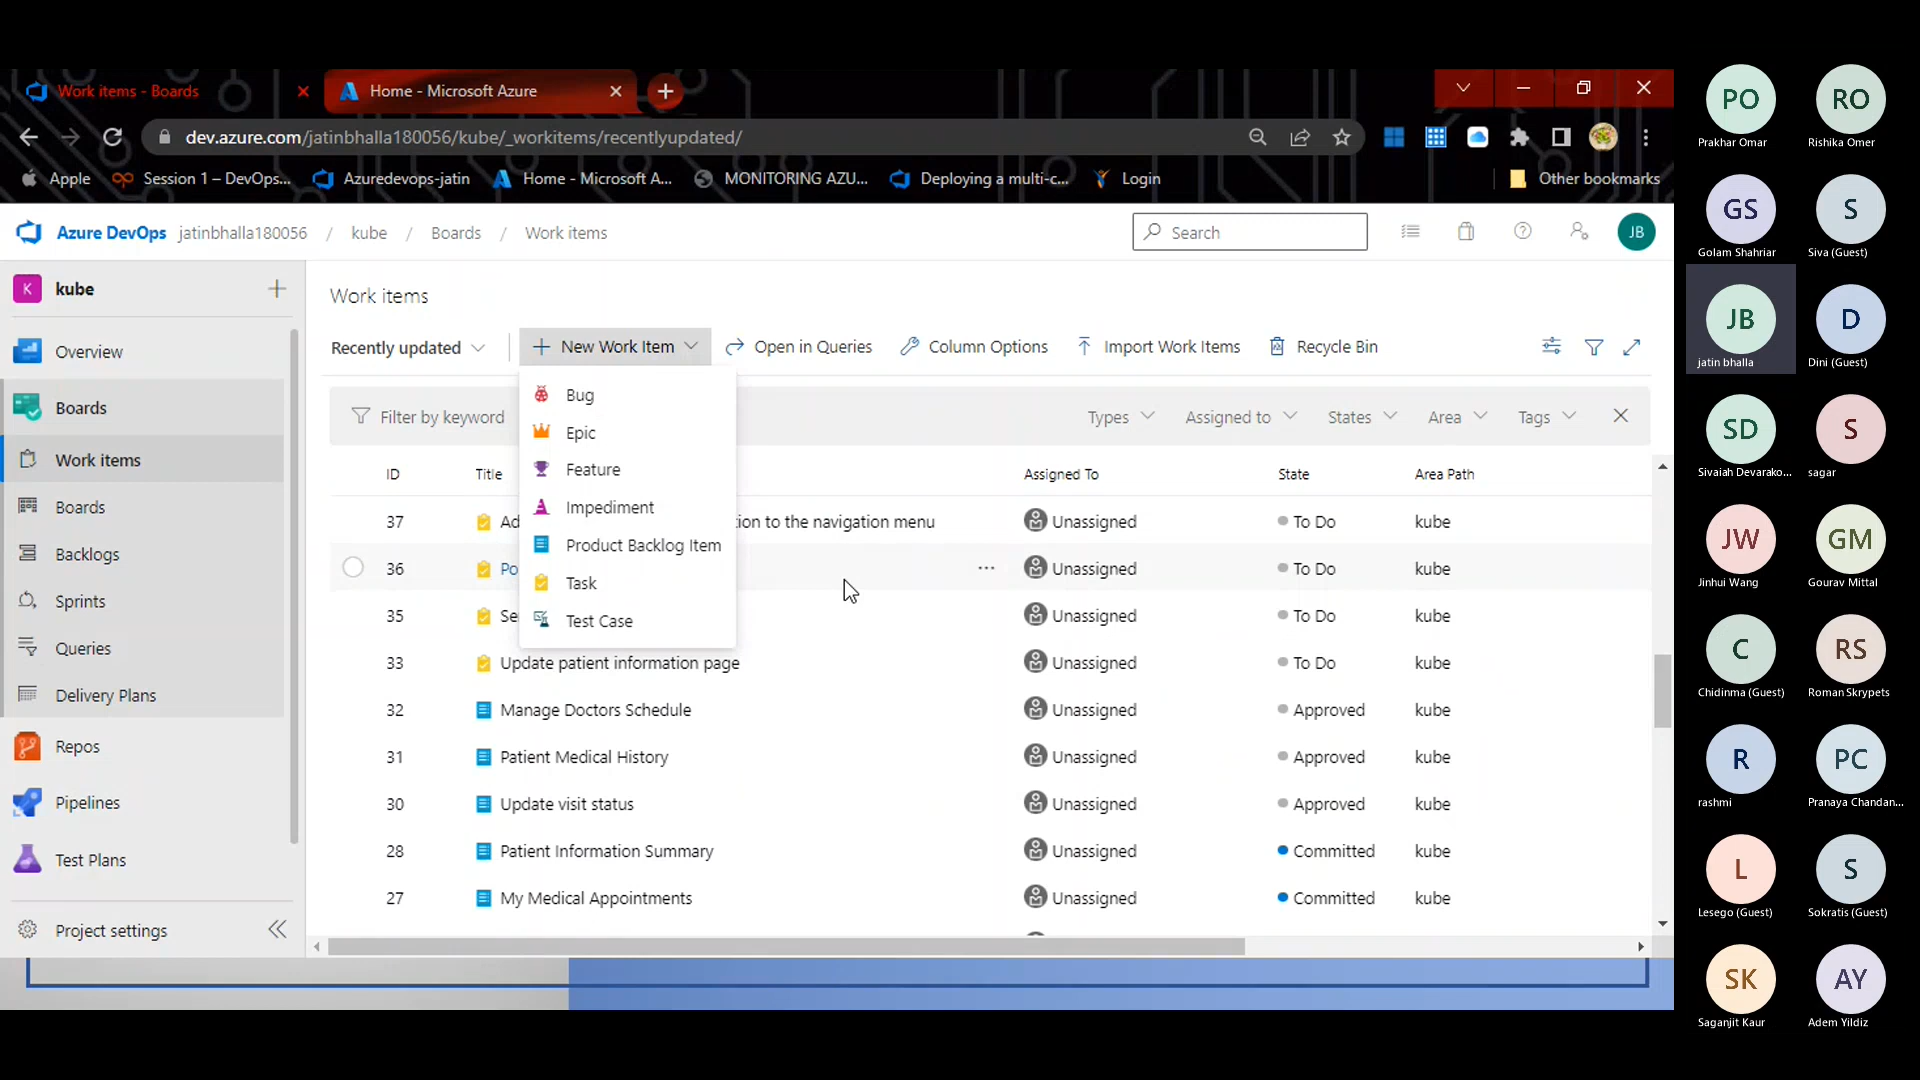 Work items - Boards
Home - Microsoft Azure
dev.azure.com/jatinbhalla180056/kube/_workitems/recentlyupdated/
Apple
Session 1 – DevOps...
Azuredevops-jatin
Home - Microsoft A...
MONITORING AZU...
Deploying a multi-c...
Login
Other bookmarks
Azure DevOps jatinbhalla180056 / kube / Boards / Work items
Search
JB
K kube
Overview
Boards
Work items
Boards
Backlogs
Sprints
Queries
Delivery Plans
Repos
Pipelines
Test Plans
Project settings
Work items
Recently updated
New Work Item
Open in Queries
Column Options
Import Work Items
Recycle Bin
Filter by keyword
Types
Assigned to
States
Area
Tags
Bug
Epic
Feature
Impediment
Product Backlog Item
Task
Test Case
ID Title Assigned To State Area Path
37 Ad ion to the navigation menu Unassigned To Do kube
36 Po Unassigned To Do kube
35 Se Unassigned To Do kube
33 Update patient information page Unassigned To Do kube
32 Manage Doctors Schedule Unassigned Approved kube
31 Patient Medical History Unassigned Approved kube
30 Update visit status Unassigned Approved kube
28 Patient Information Summary Unassigned Committed kube
27 My Medical Appointments Unassigned Committed kube
PO
Prakhar Omar
RO
Rishika Omer
GS
Golam Shahriar
S
Siva (Guest)
JB
jatin bhalla
D
Dini (Guest)
SD
Sivaiah Devarako...
S
sagar
JW
Jinhui Wang
GM
Gourav Mittal
C
Chidinma (Guest)
RS
Roman Skrypets
R
rashmi
PC
Pranaya Chandan...
L
Lesego (Guest)
S
Sokratis (Guest)
SK
Saganjit Kaur
AY
Adem Yildiz